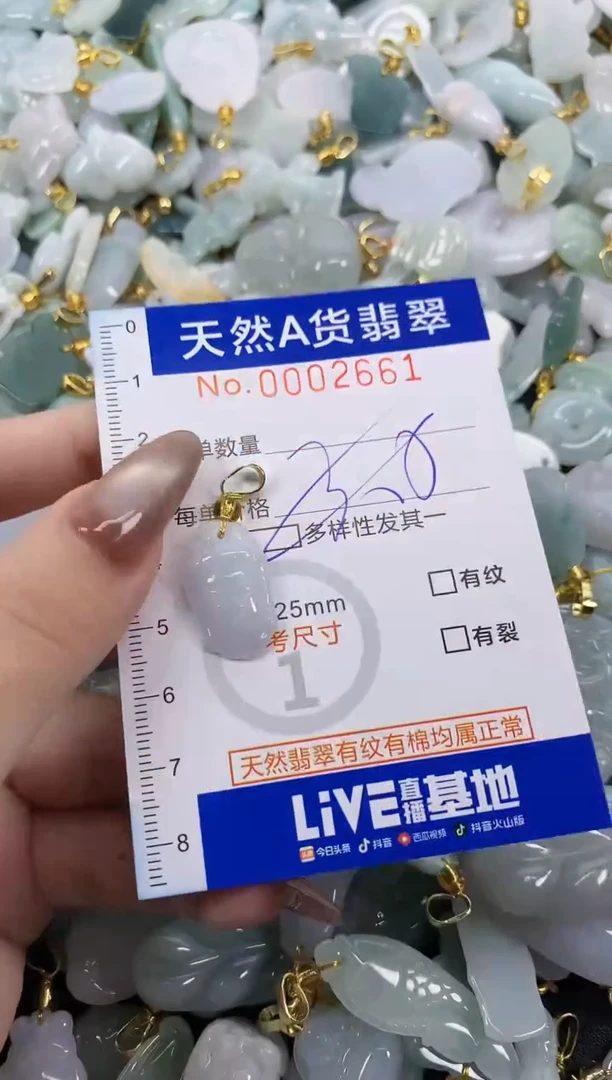 天然A货翡翠
No.0002661
0
1
2
单数量
每单价格
多样性发其一
有纹
25mm
考尺寸
有裂
5
1
6
天然翡翠有纹有棉均属正常
7
LiVE直播基地
8
头条 今日头条 抖音 西瓜视频 抖音火山版